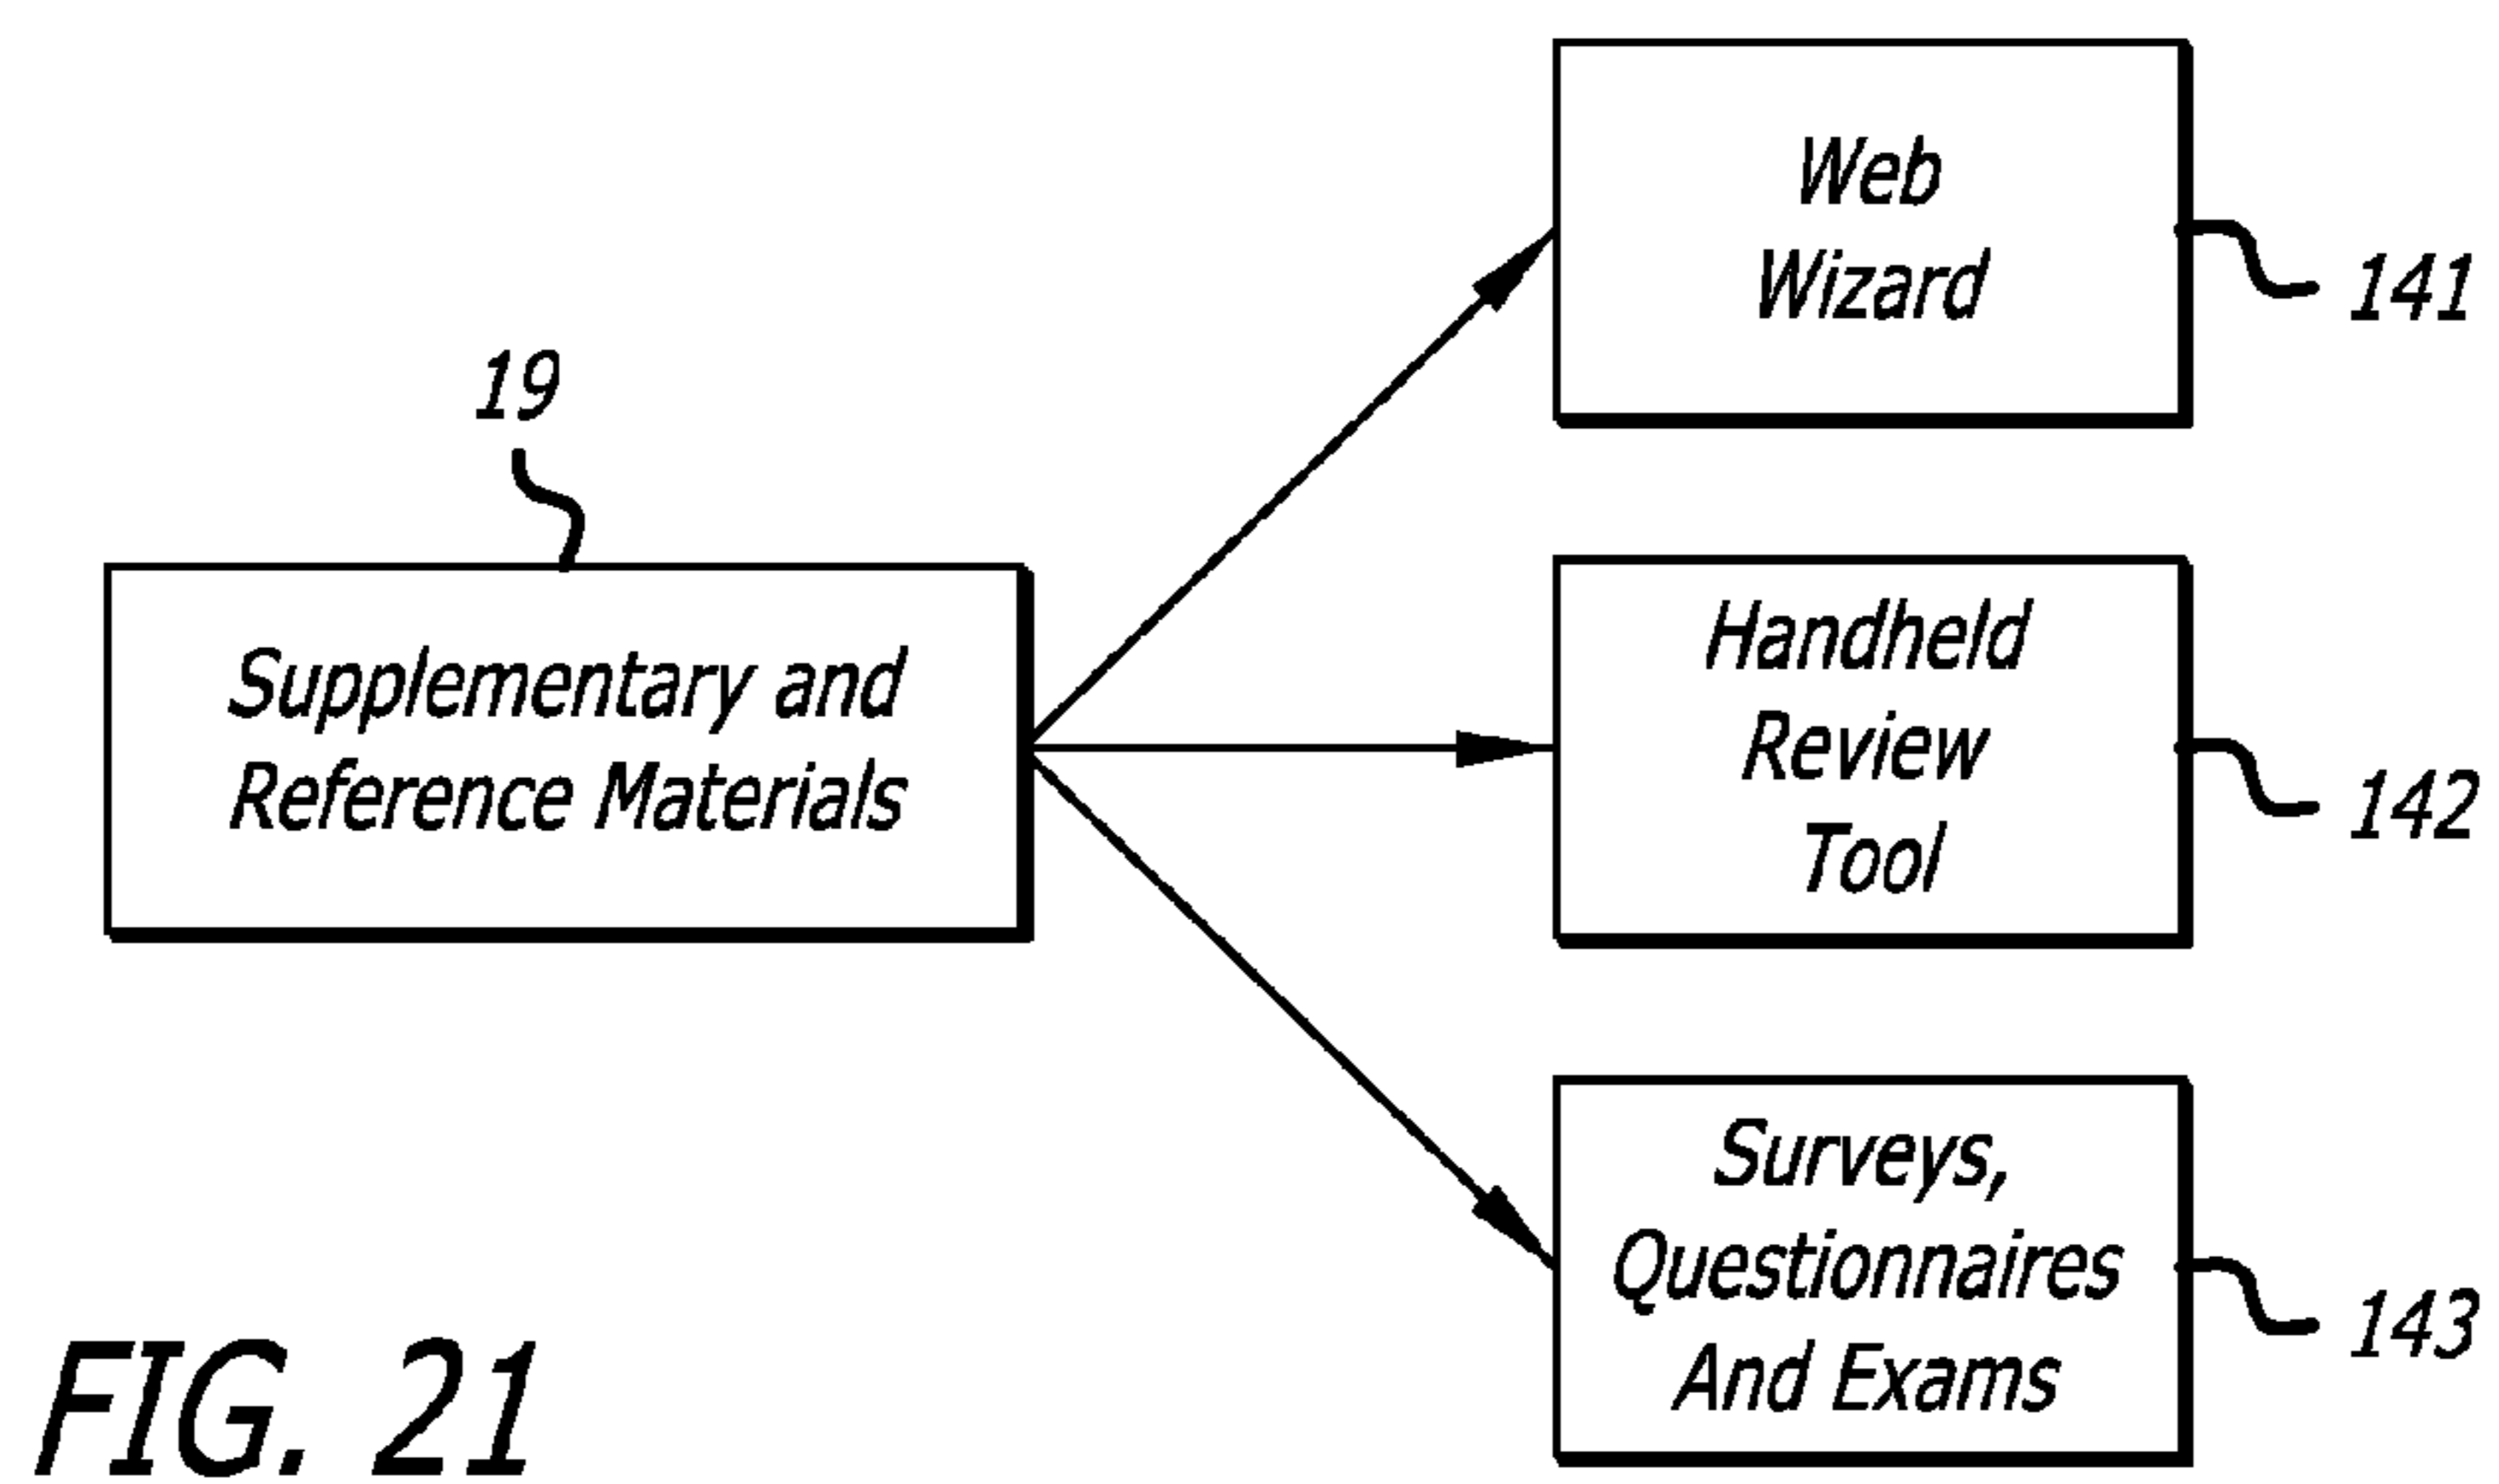 Web
Wizard
141
19
Supplementary and
Reference Materials
Handheld
Review
Tool
142
Surveys,
Questionnaires
And Exams
143
FIG. 21